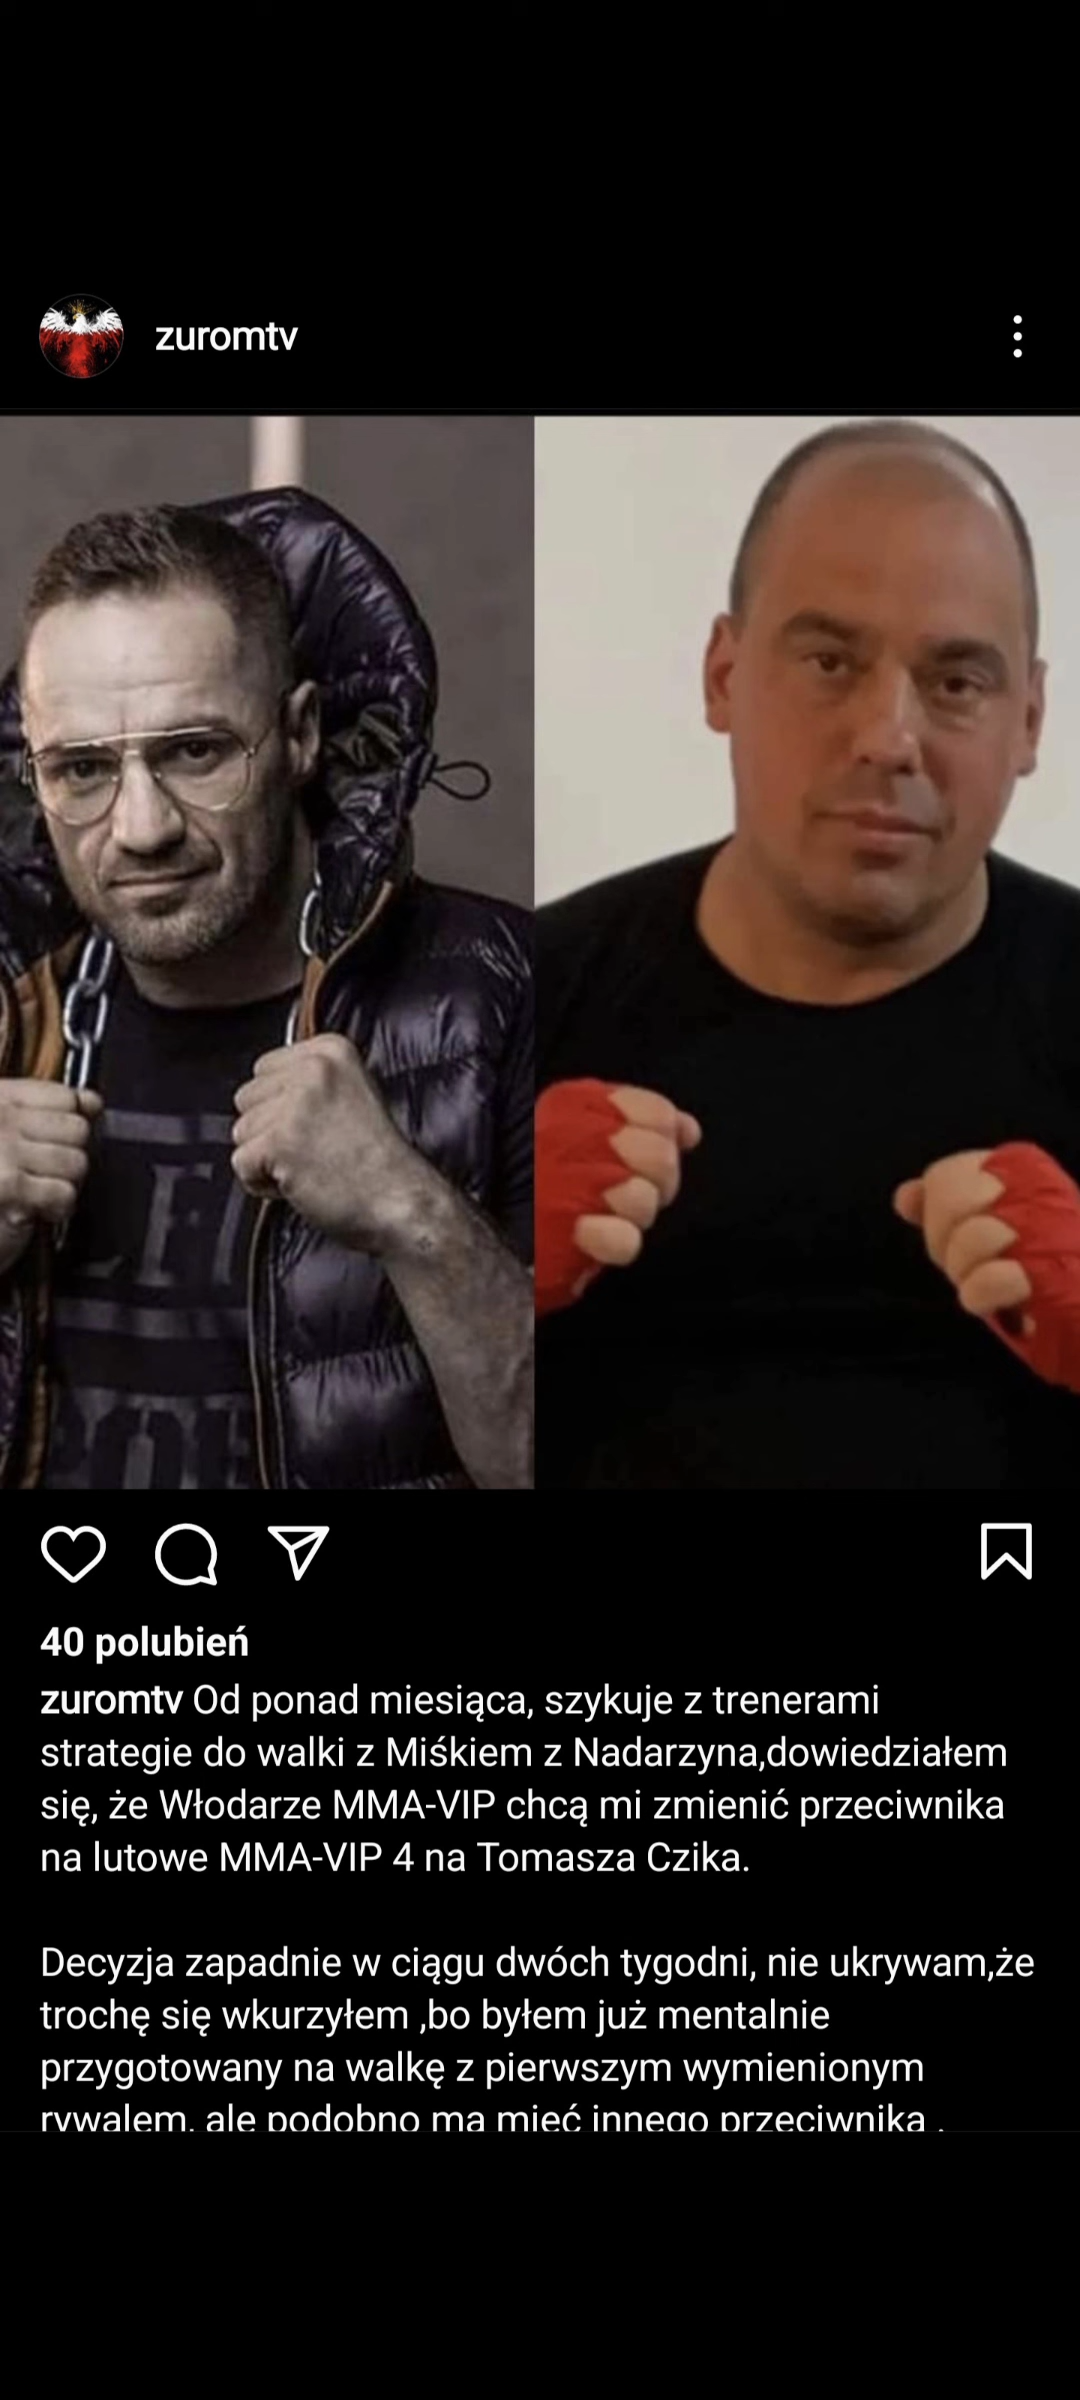 zuromtv
40 polubień
zuromtv Od ponad miesiąca, szykuje z trenerami
strategie do walki z Miśkiem z Nadarzyna,dowiedziałem
się, że Włodarze MMA-VIP chcą mi zmienić przeciwnika
na lutowe MMA-VIP 4 na Tomasza Czika.
Decyzja zapadnie w ciągu dwóch tygodni, nie ukrywam,że
trochę się wkurzyłem ,bo byłem już mentalnie
przygotowany na walkę z pierwszym wymienionym
rywalem, ale podobno ma mieć innego przeciwnika .